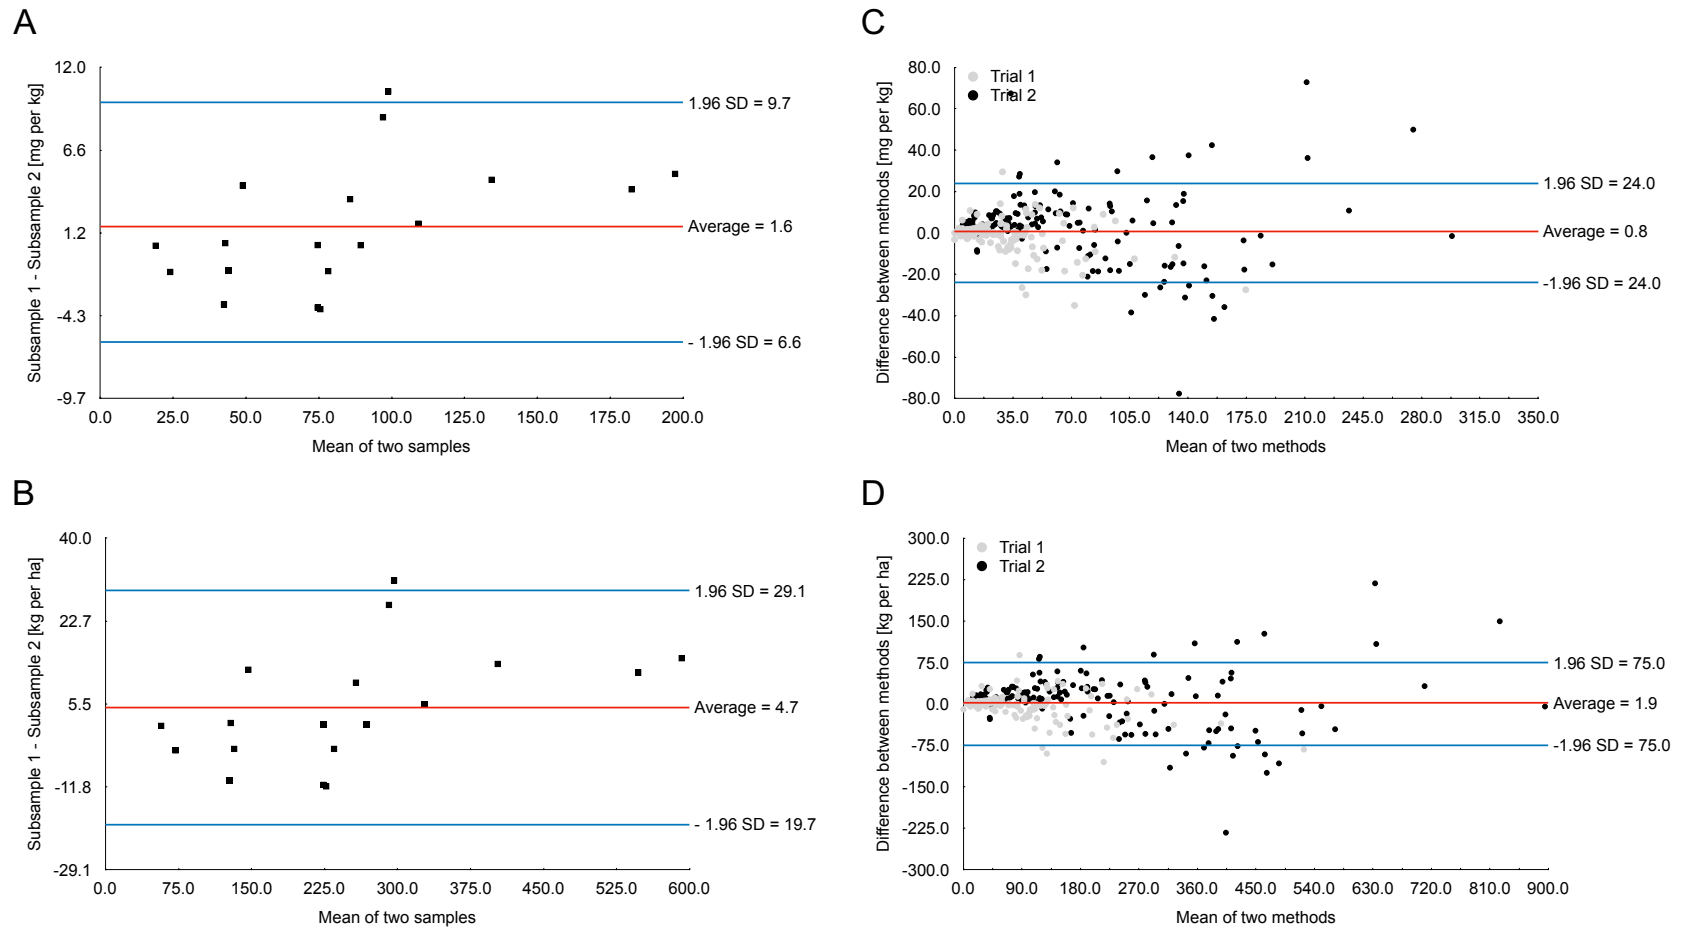 A
12.0
6.6
1.2
-4.3
-9.7
Subsample 1 - Subsample 2 [mg per kg]
1.96 SD = 9.7
Average = 1.6
- 1.96 SD = 6.6
0.0 25.0 50.0 75.0 100.0 125.0 150.0 175.0 200.0
Mean of two samples
C
80.0
60.0
40.0
20.0
0.0
-20.0
-40.0
-60.0
-80.0
Difference between methods [mg per kg]
Trial 1
Trial 2
1.96 SD = 24.0
Average = 0.8
-1.96 SD = 24.0
0.0 35.0 70.0 105.0 140.0 175.0 210.0 245.0 280.0 315.0 350.0
Mean of two methods
B
40.0
22.7
5.5
-11.8
-29.1
Subsample 1 - Subsample 2 [kg per ha]
1.96 SD = 29.1
Average = 4.7
- 1.96 SD = 19.7
0.0 75.0 150.0 225.0 300.0 375.0 450.0 525.0 600.0
Mean of two samples
D
300.0
225.0
150.0
75.0
0.0
-75.0
-150.0
-225.0
-300.0
Difference between methods [kg per ha]
Trial 1
Trial 2
1.96 SD = 75.0
Average = 1.9
-1.96 SD = 75.0
0.0 90.0 180.0 270.0 360.0 450.0 540.0 630.0 720.0 810.0 900.0
Mean of two methods